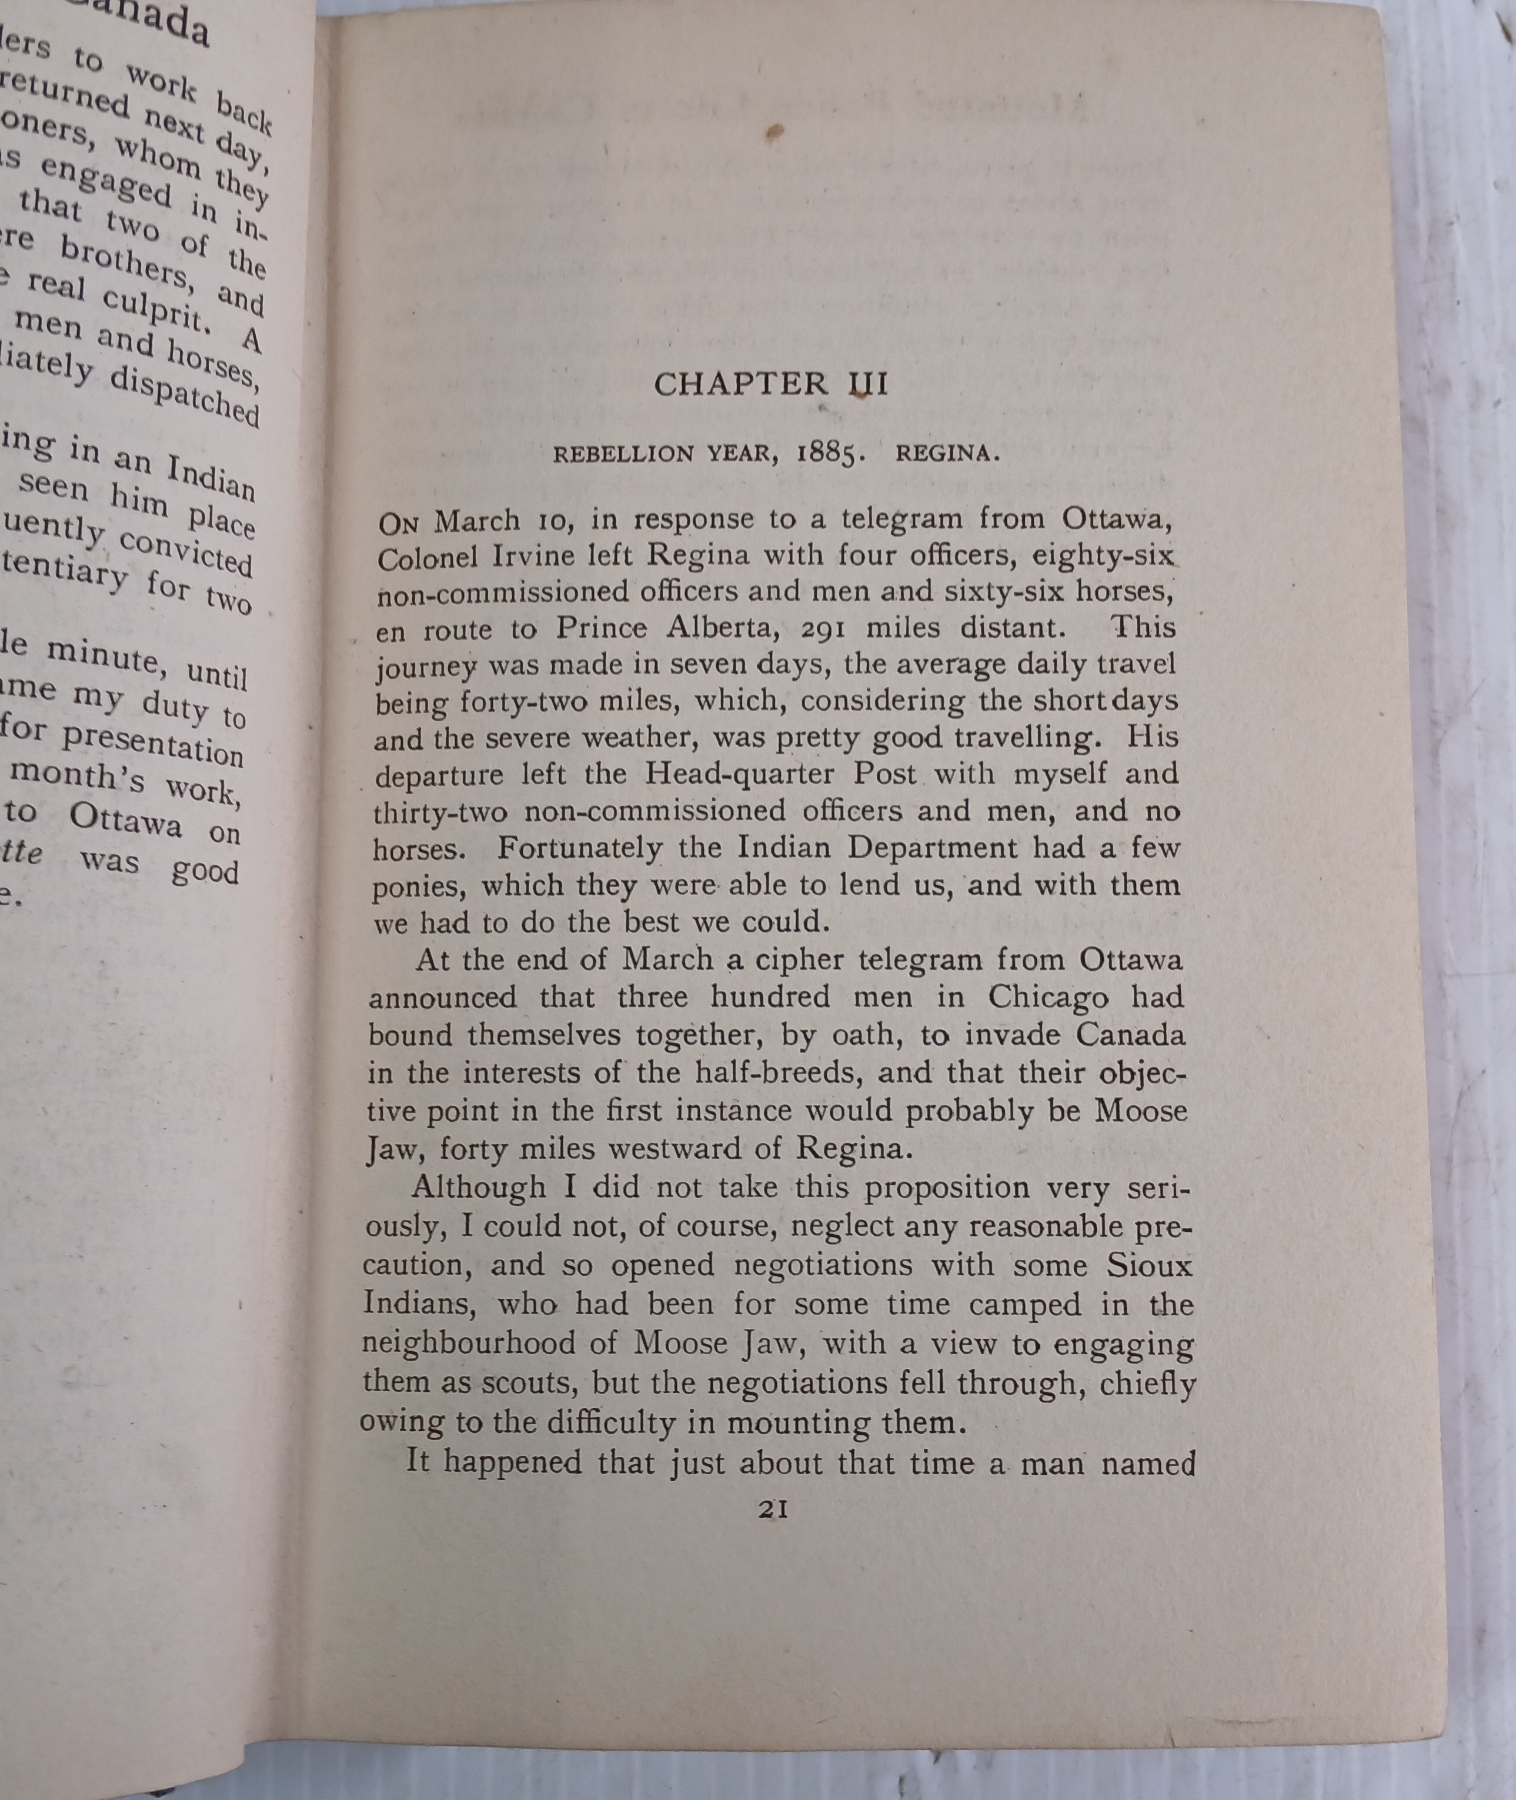 Canada
to work back
returned next day,
whom they
engaged in in-
that two of the
brothers, and
real culprit. A
men and horses,
dispatched
in an Indian
seen him place
convicted
for two
minute, until
my duty to
for presentation
month's work,
to Ottawa on
was good
CHAPTER III
REBELLION YEAR, 1885. REGINA.
ON March 10, in response to a telegram from Ottawa,
Colonel Irvine left Regina with four officers, eighty-six
non-commissioned officers and men and sixty-six horses,
en route to Prince Alberta, 291 miles distant. This
journey was made in seven days, the average daily travel
being forty-two miles, which, considering the short days
and the severe weather, was pretty good travelling. His
departure left the Head-quarter Post with myself and
thirty-two non-commissioned officers and men, and no
horses. Fortunately the Indian Department had a few
ponies, which they were able to lend us, and with them
we had to do the best we could.
At the end of March a cipher telegram from Ottawa
announced that three hundred men in Chicago had
bound themselves together, by oath, to invade Canada
in the interests of the half-breeds, and that their objec-
tive point in the first instance would probably be Moose
Jaw, forty miles westward of Regina.
Although I did not take this proposition very seri-
ously, I could not, of course, neglect any reasonable pre-
caution, and so opened negotiations with some Sioux
Indians, who had been for some time camped in the
neighbourhood of Moose Jaw, with a view to engaging
them as scouts, but the negotiations fell through, chiefly
owing to the difficulty in mounting them.
It happened that just about that time a man named
21